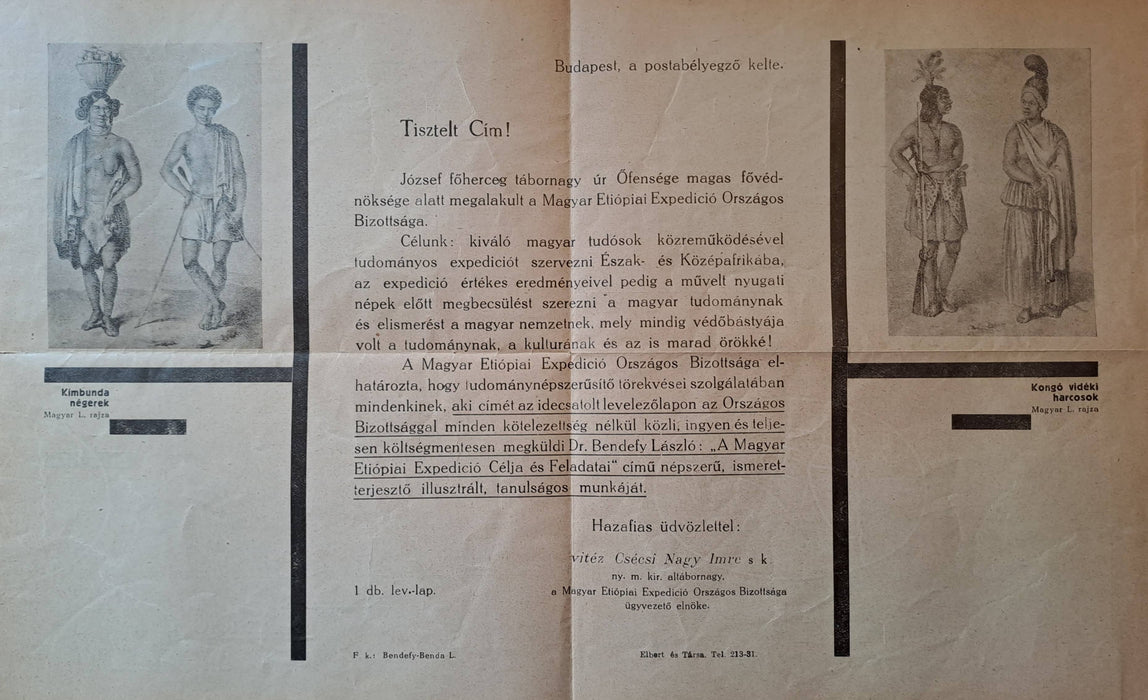 Budapest, a postabélyegző kelte.
Tisztelt Cím!
József főherceg tábornagy úr Őfensége magas fővéd-
nöksége alatt megalakult a Magyar Etiópiai Expedició Országos
Bizottsága.
Célunk: kiváló magyar tudósok közreműködésével
tudományos expediciót szervezni Észak- és Középafrikába,
az expedició értékes eredményeivel pedig a művelt nyugati
népek előtt megbecsülést szerezni a magyar tudománynak
és elismerést a magyar nemzetnek, mely mindig védőbástyája
volt a tudománynak, a kulturának és az is marad örökké!
A Magyar Etiópiai Expedició Országos Bizottsága el-
határozta, hogy tudománynépszerűsítő törekvései szolgálatában
mindenkinek, aki címét az idecsatolt levelezőlapon az Országos
Bizottsággal minden kötelezettség nélkül közli, ingyen és telje-
sen költségmentesen megküldi Dr. Bendefy László: „A Magyar
Etiópiai Expedició Célja és Feladatai" című népszerű, ismeret-
terjesztő illusztrált, tanulságos munkáját.
Hazafias üdvözlettel:
vitéz Csécsi Nagy Imre s k.
ny. m. kir. altábornagy.
1 db. lev.-lap.
a Magyar Etiópiai Expedició Országos Bizottsága
ügyvezető elnöke.
F k.: Bendefy-Benda L.
Elbert és Társa. Tel. 213-31.
Kimbunda
négerek
Magyar L. rajza
Kongó vidéki
harcosok
Magyar L. rajza